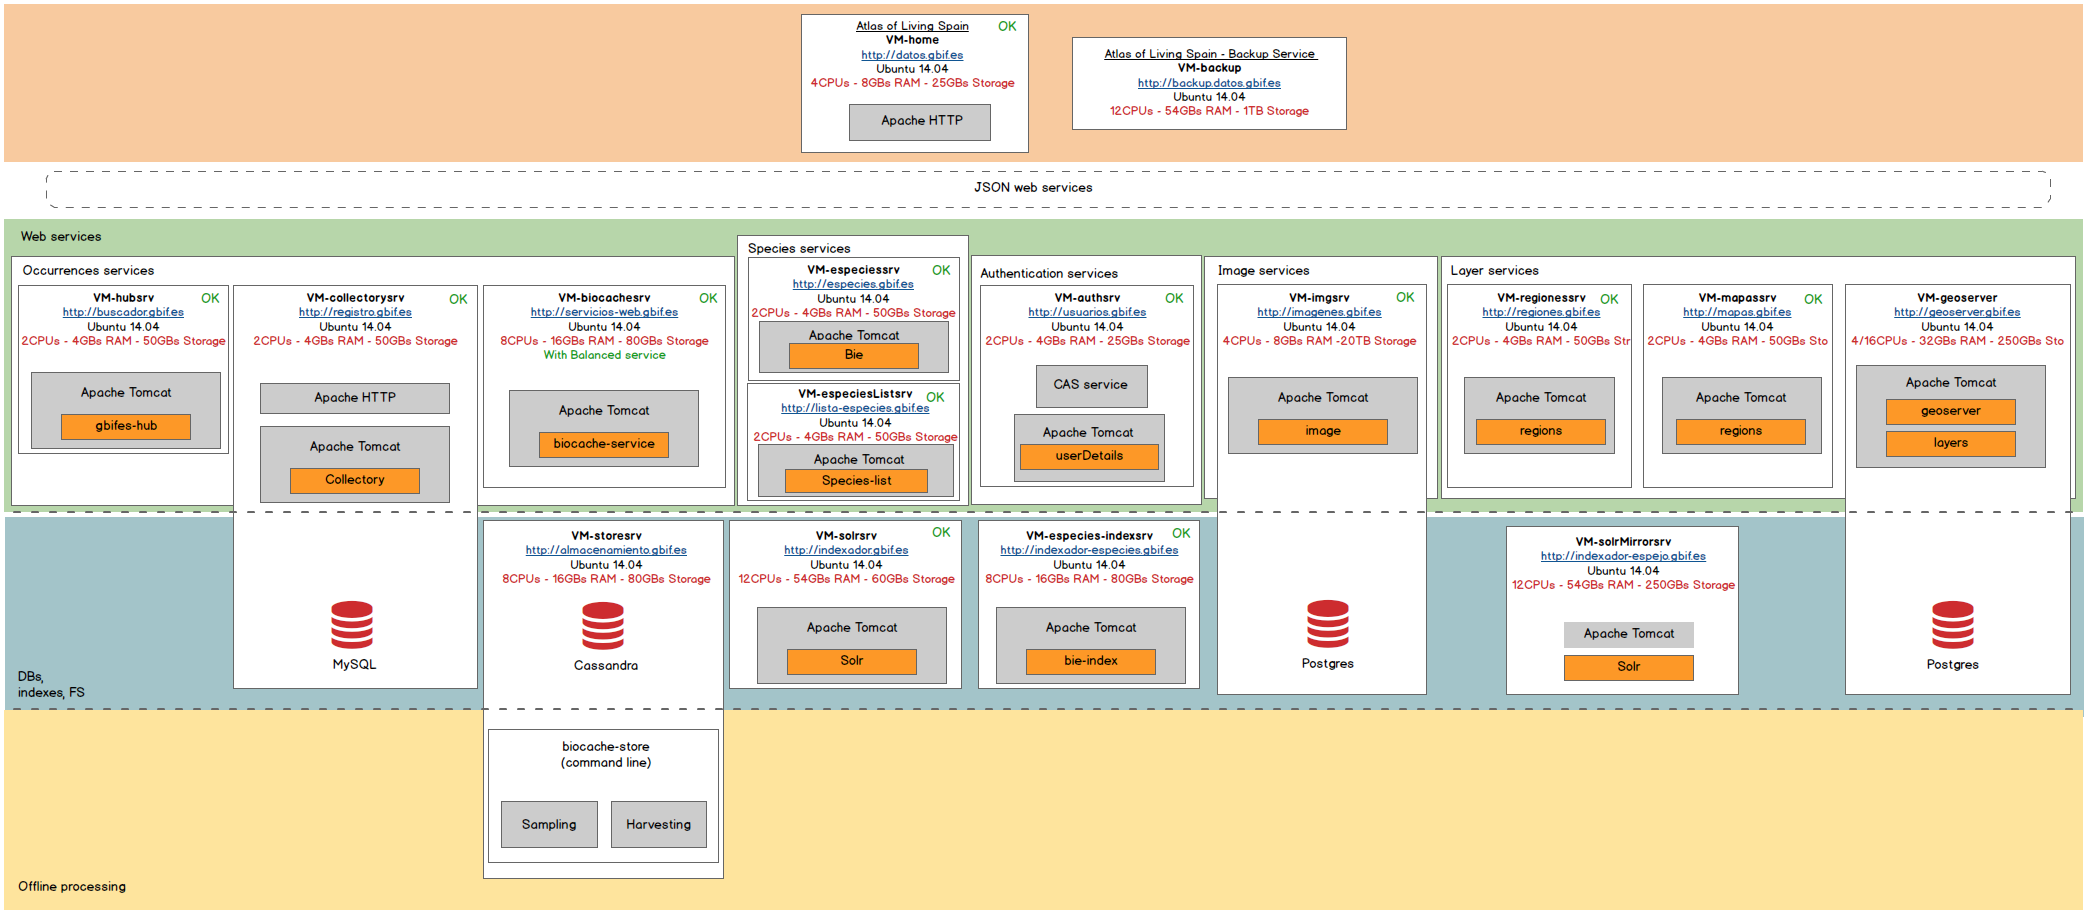 Atlas of Living Spain
OK
VM-home
http://datos.gbif.es
Ubuntu 14.04
4CPUs - 8GBs RAM - 25GBs Storage
Apache HTTP
Atlas of Living Spain - Backup Service
VM-backup
http://backup.datos.gbif.es
Ubuntu 14.04
12CPUs - 54GBs RAM - 1TB Storage
JSON web services
Web services
Occurrences services
VM-hubsrv
OK
http://buscador.gbif.es
Ubuntu 14.04
2CPUs - 4GBs RAM - 50GBs Storage
Apache Tomcat
gbifes-hub
VM-collectorysrv
OK
http://registro.gbif.es
Ubuntu 14.04
2CPUs - 4GBs RAM - 50GBs Storage
Apache HTTP
Apache Tomcat
Collectory
MySQL
VM-biocachesrv
OK
http://servicios-web.gbif.es
Ubuntu 14.04
8CPUs - 16GBs RAM - 80GBs Storage
With Balanced service
Apache Tomcat
biocache-service
Species services
VM-especiessrv
OK
http://especies.gbif.es
Ubuntu 14.04
2CPUs - 4GBs RAM - 50GBs Storage
Apache Tomcat
Bie
VM-especiesListsrv
OK
http://lista-especies.gbif.es
Ubuntu 14.04
2CPUs - 4GBs RAM - 50GBs Storage
Apache Tomcat
Species-list
Authentication services
VM-authsrv
OK
http://usuarios.gbif.es
Ubuntu 14.04
2CPUs - 4GBs RAM - 25GBs Storage
CAS service
Apache Tomcat
userDetails
Image services
VM-imgsrv
OK
http://imagenes.gbif.es
Ubuntu 14.04
4CPUs - 8GBs RAM -20TB Storage
Apache Tomcat
image
Postgres
Layer services
VM-regionessrv
OK
http://regiones.gbif.es
Ubuntu 14.04
2CPUs - 4GBs RAM - 50GBs Str
Apache Tomcat
regions
VM-mapassrv
OK
http://mapas.gbif.es
Ubuntu 14.04
2CPUs - 4GBs RAM - 50GBs Sto
Apache Tomcat
regions
VM-geoserver
http://geoserver.gbif.es
Ubuntu 14.04
4/16CPUs - 32GBs RAM - 250GBs Sto
Apache Tomcat
geoserver
layers
Postgres
DBs,
indexes, FS
VM-storesrv
http://almacenamiento.gbif.es
Ubuntu 14.04
8CPUs - 16GBs RAM - 80GBs Storage
Cassandra
VM-solrsrv
OK
http://indexador.gbif.es
Ubuntu 14.04
12CPUs - 54GBs RAM - 60GBs Storage
Apache Tomcat
Solr
VM-especies-indexsrv
OK
http://indexador-especies.gbif.es
Ubuntu 14.04
8CPUs - 16GBs RAM - 80GBs Storage
Apache Tomcat
bie-index
VM-solrMirrorsrv
http://indexador-espejo.gbif.es
Ubuntu 14.04
12CPUs - 54GBs RAM - 250GBs Storage
Apache Tomcat
Solr
biocache-store
(command line)
Sampling
Harvesting
Offline processing